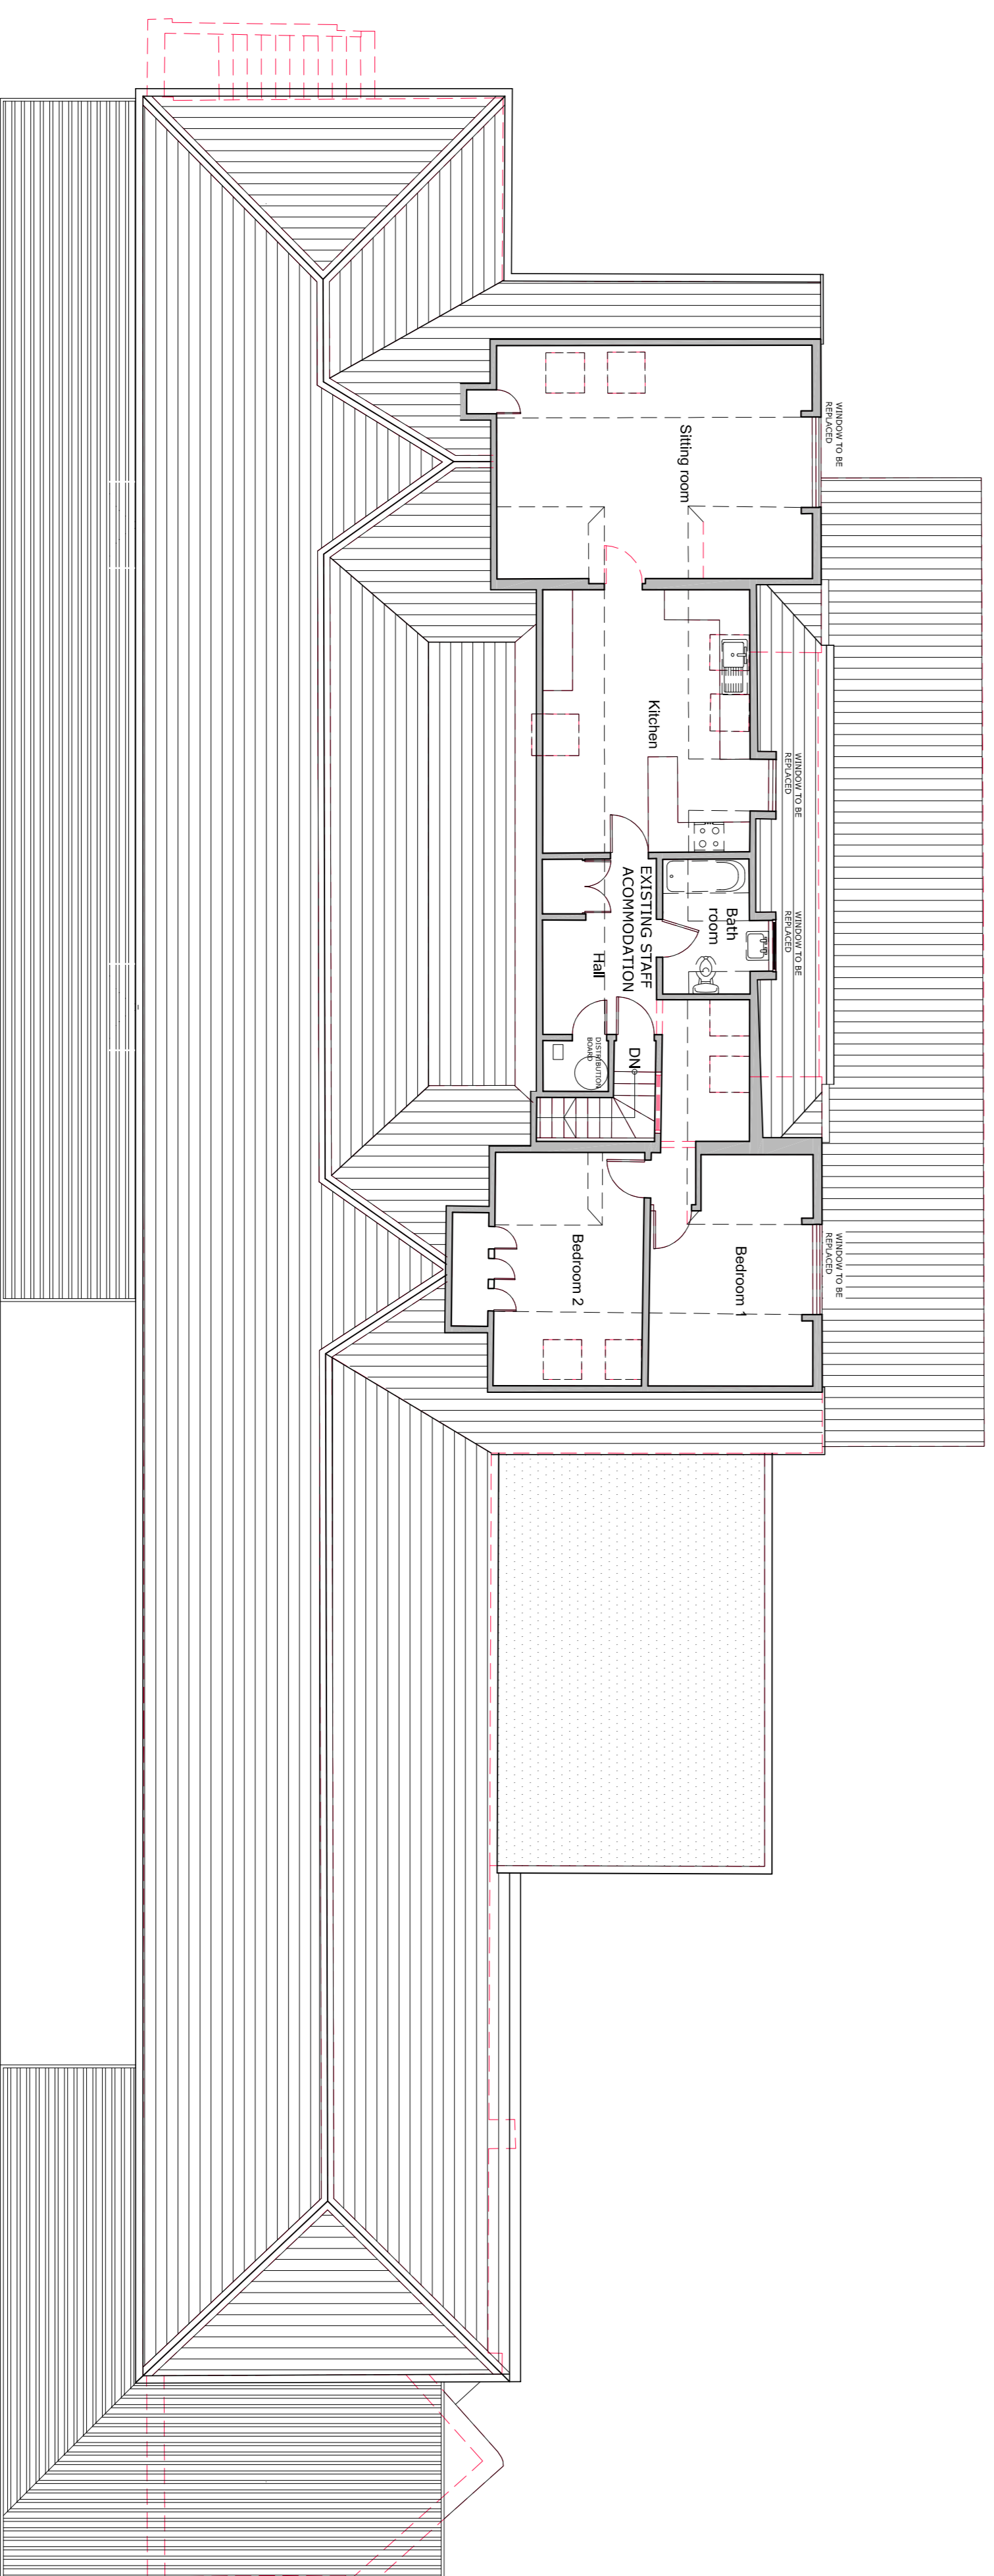 WINDOW TO BE
REPLACED
Sitting room
WINDOW TO BE
REPLACED
Kitchen
WINDOW TO BE
REPLACED
Bath
room
EXISTING STAFF
ACOMMODATION
Hall
DN
DISTRIBUTION
BOARD
WINDOW TO BE
REPLACED
Bedroom 1
Bedroom 2